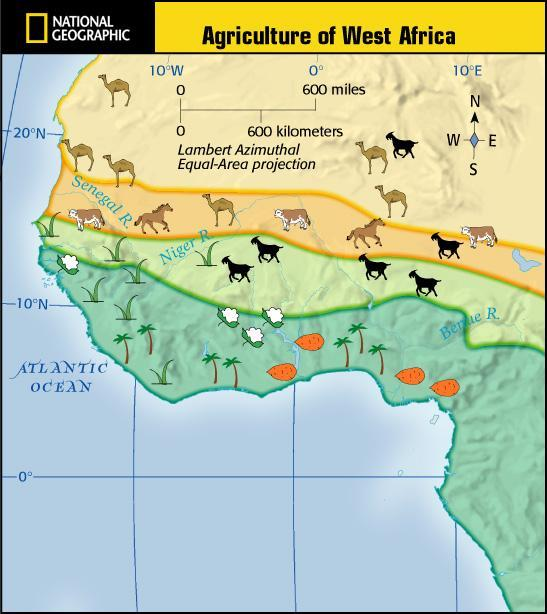 NATIONAL
GEOGRAPHIC
Agriculture of West Africa
10°W
0°
10°E
0
600 miles
0
600 kilometers
Lambert Azimuthal
Equal-Area projection
N
W
E
S
20°N
Senegal R.
Niger R.
10°N
Benue R.
ATLANTIC
OCEAN
0°